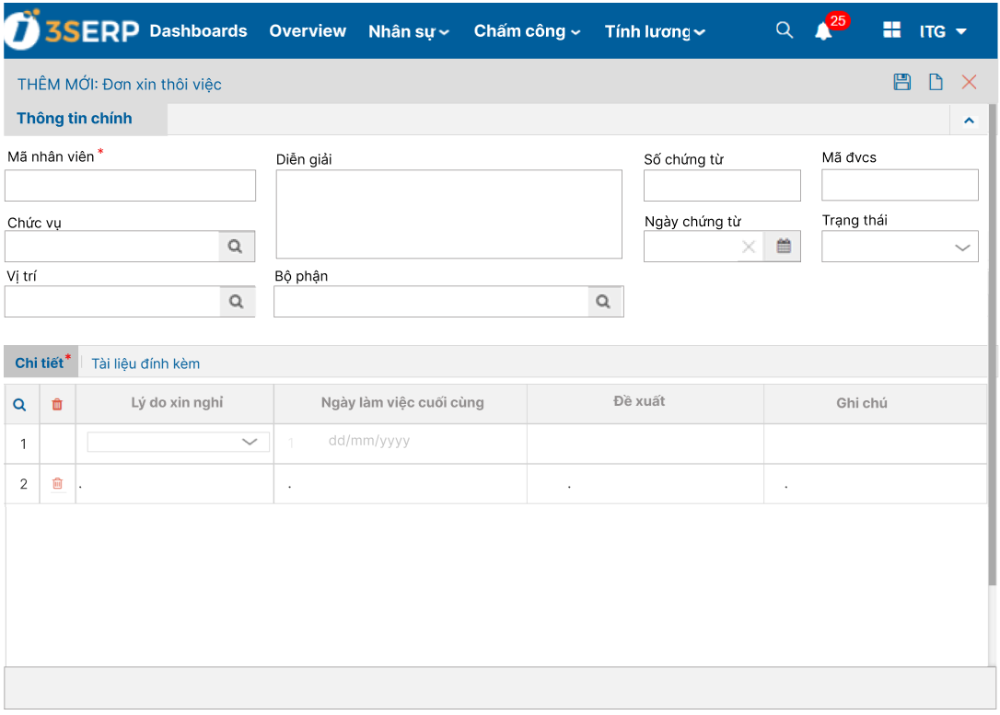 3SERP Dashboards Overview Nhân sự Chấm công Tính lương 25 ITG
THÊM MỚI: Đơn xin thôi việc
Thông tin chính
Mã nhân viên * Diễn giải Số chứng từ Mã đvcs
Chức vụ Ngày chứng từ Trạng thái
Vị trí Bộ phận
Chi tiết* Tài liệu đính kèm
Lý do xin nghỉ Ngày làm việc cuối cùng Đề xuất Ghi chú
1 1 dd/mm/yyyy
2 . . . .